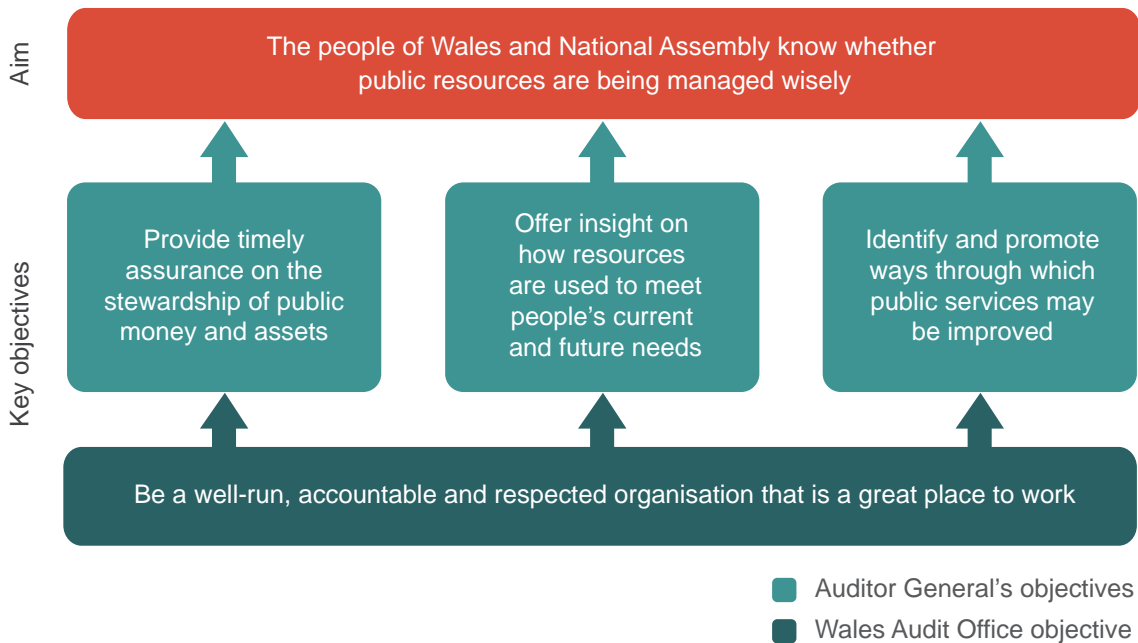 Aim
The people of Wales and National Assembly know whether
public resources are being managed wisely
Key objectives
Provide timely
assurance on the
stewardship of public
money and assets
Offer insight on
how resources
are used to meet
people’s current
and future needs
Identify and promote
ways through which
public services may
be improved
Be a well-run, accountable and respected organisation that is a great place to work
Auditor General’s objectives
Wales Audit Office objective